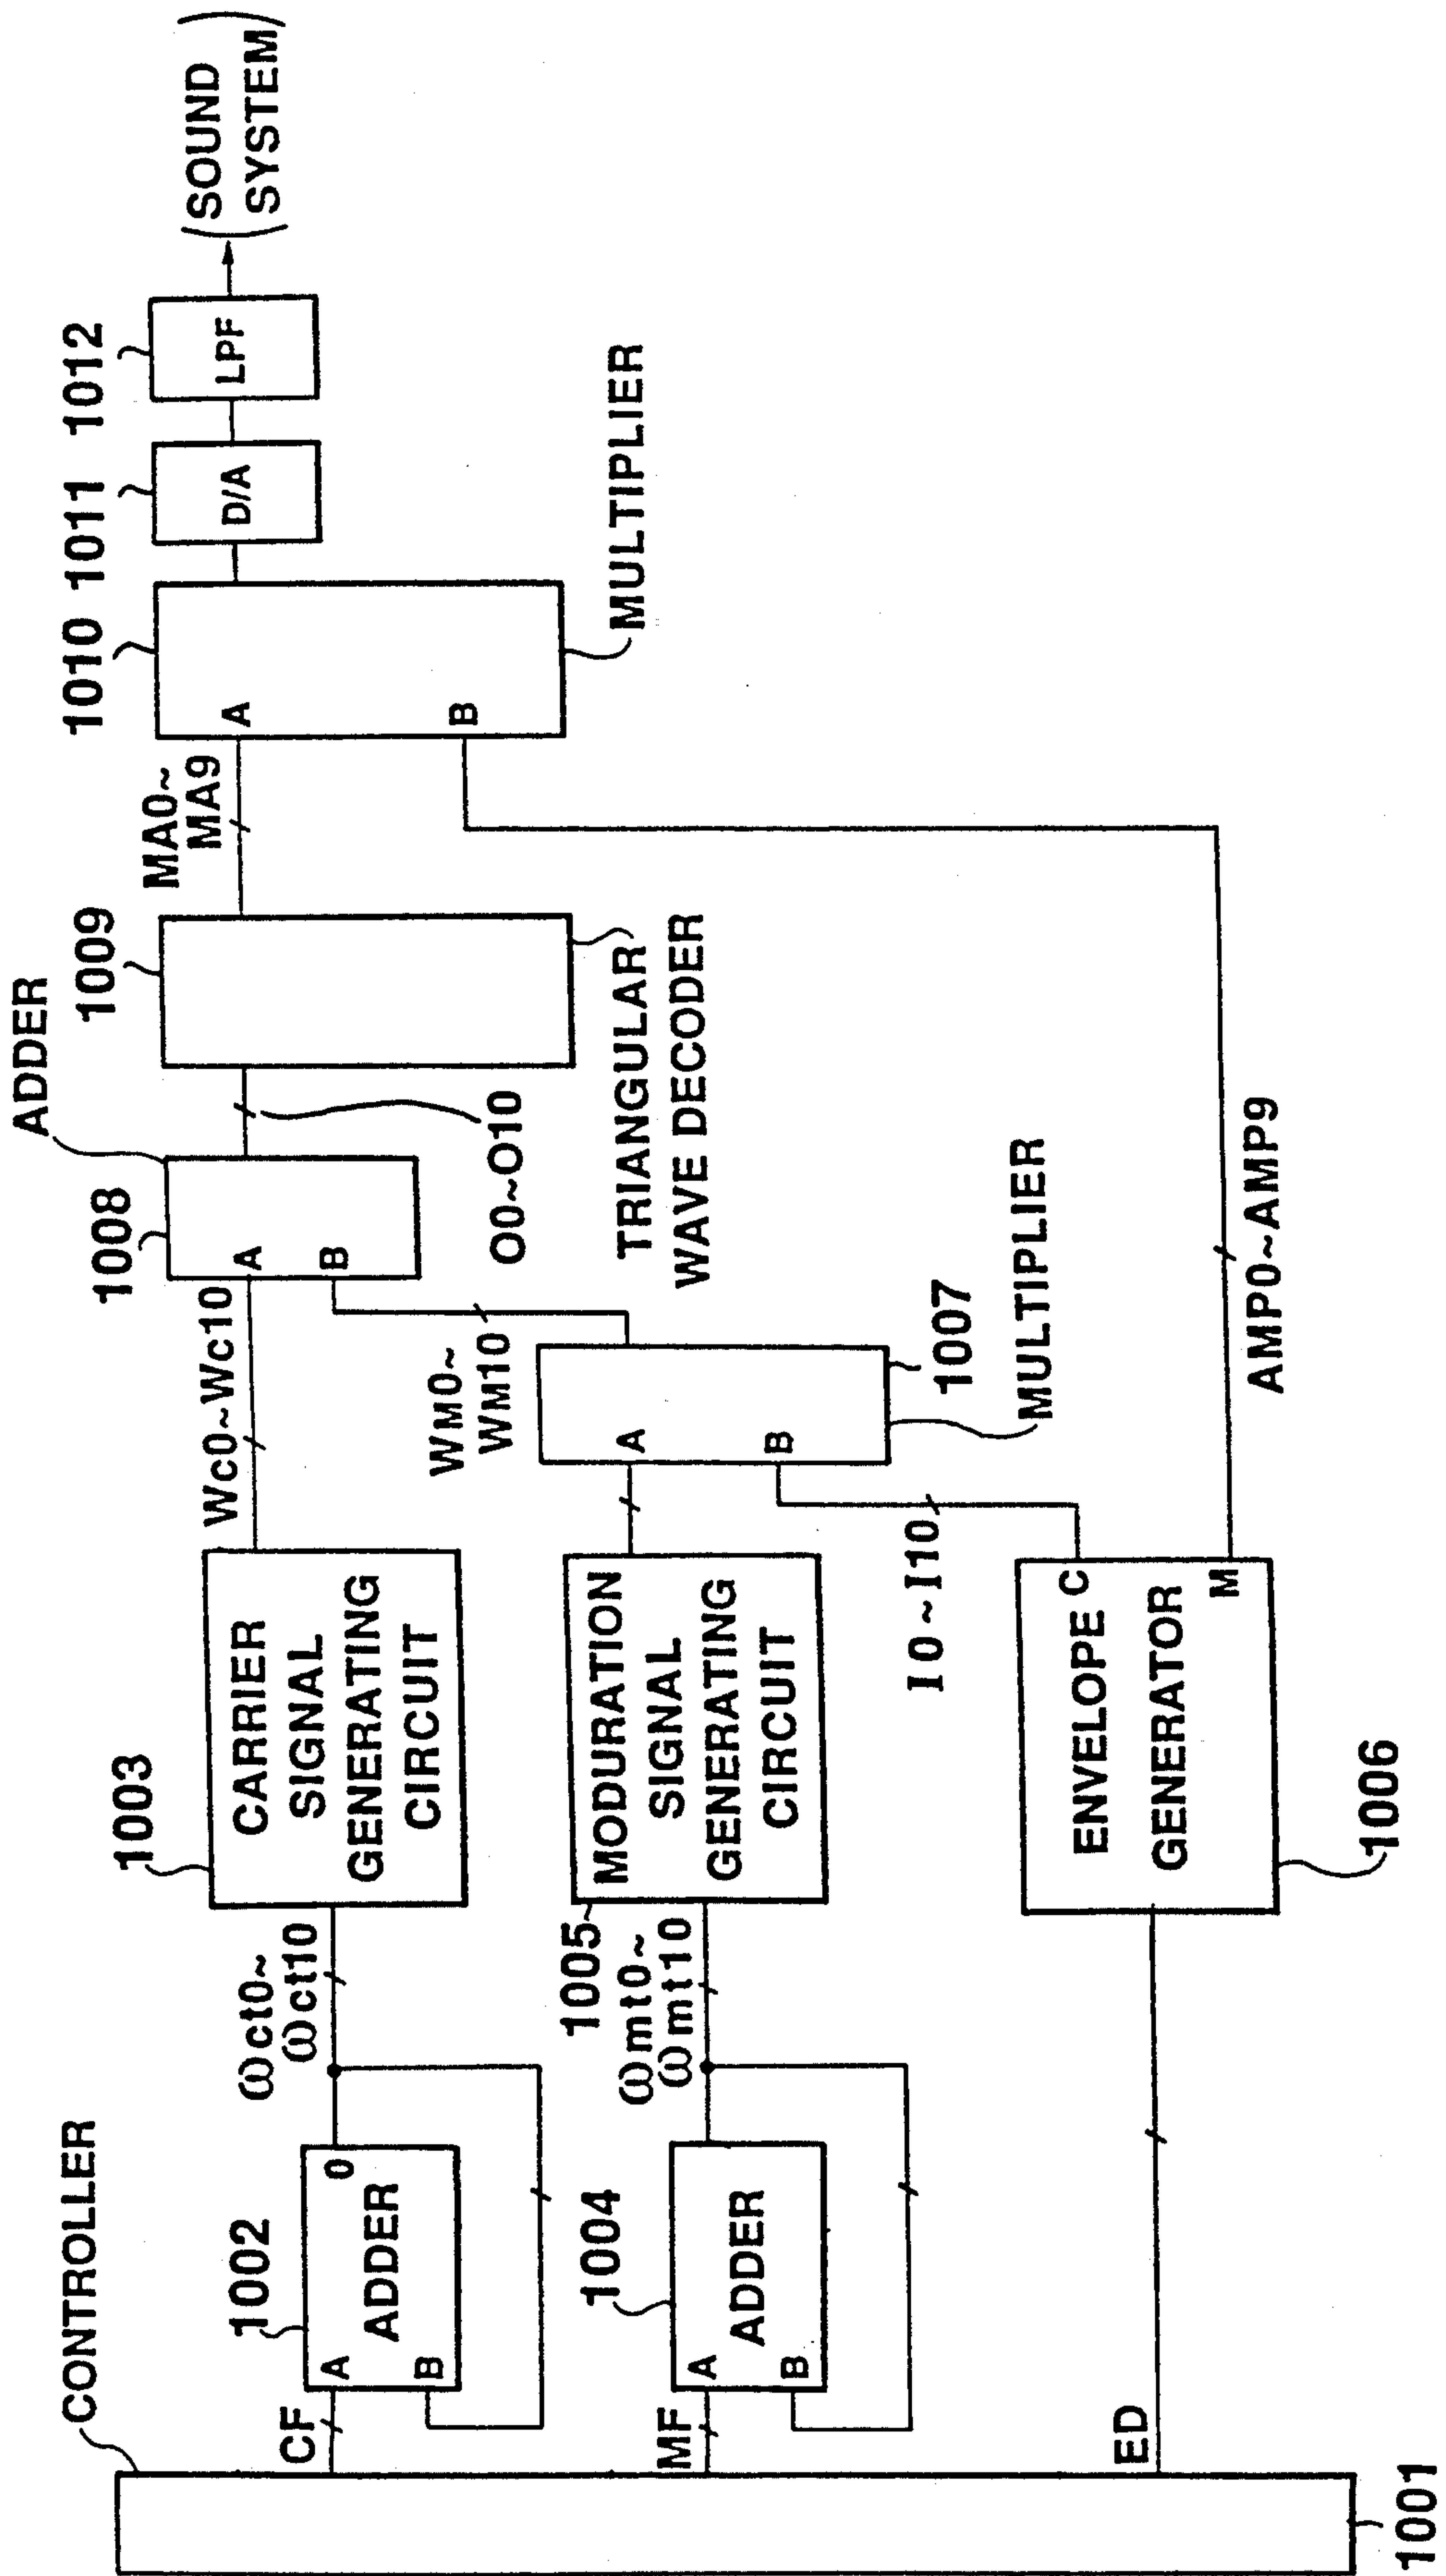 CONTROLLER
1001
CF
MF
ED
1002
A
B
O
ADDER
1004
A
B
ADDER
ωct0~
ωct10
ωmt0~
ωmt10
1003
CARRIER
SIGNAL
GENERATING
CIRCUIT
1005
MODURATION
SIGNAL
GENERATING
CIRCUIT
ENVELOPE
GENERATOR
C
M
1006
Wc0~Wc10
WM0~
WM10
I0~I10
A
B
1007
MULTIPLIER
AMP0~AMP9
ADDER
1008
A
B
O0~O10
1009
TRIANGULAR
WAVE DECODER
MA0~
MA9
1010
A
B
MULTIPLIER
1011
D/A
1012
LPF
(SOUND
SYSTEM)